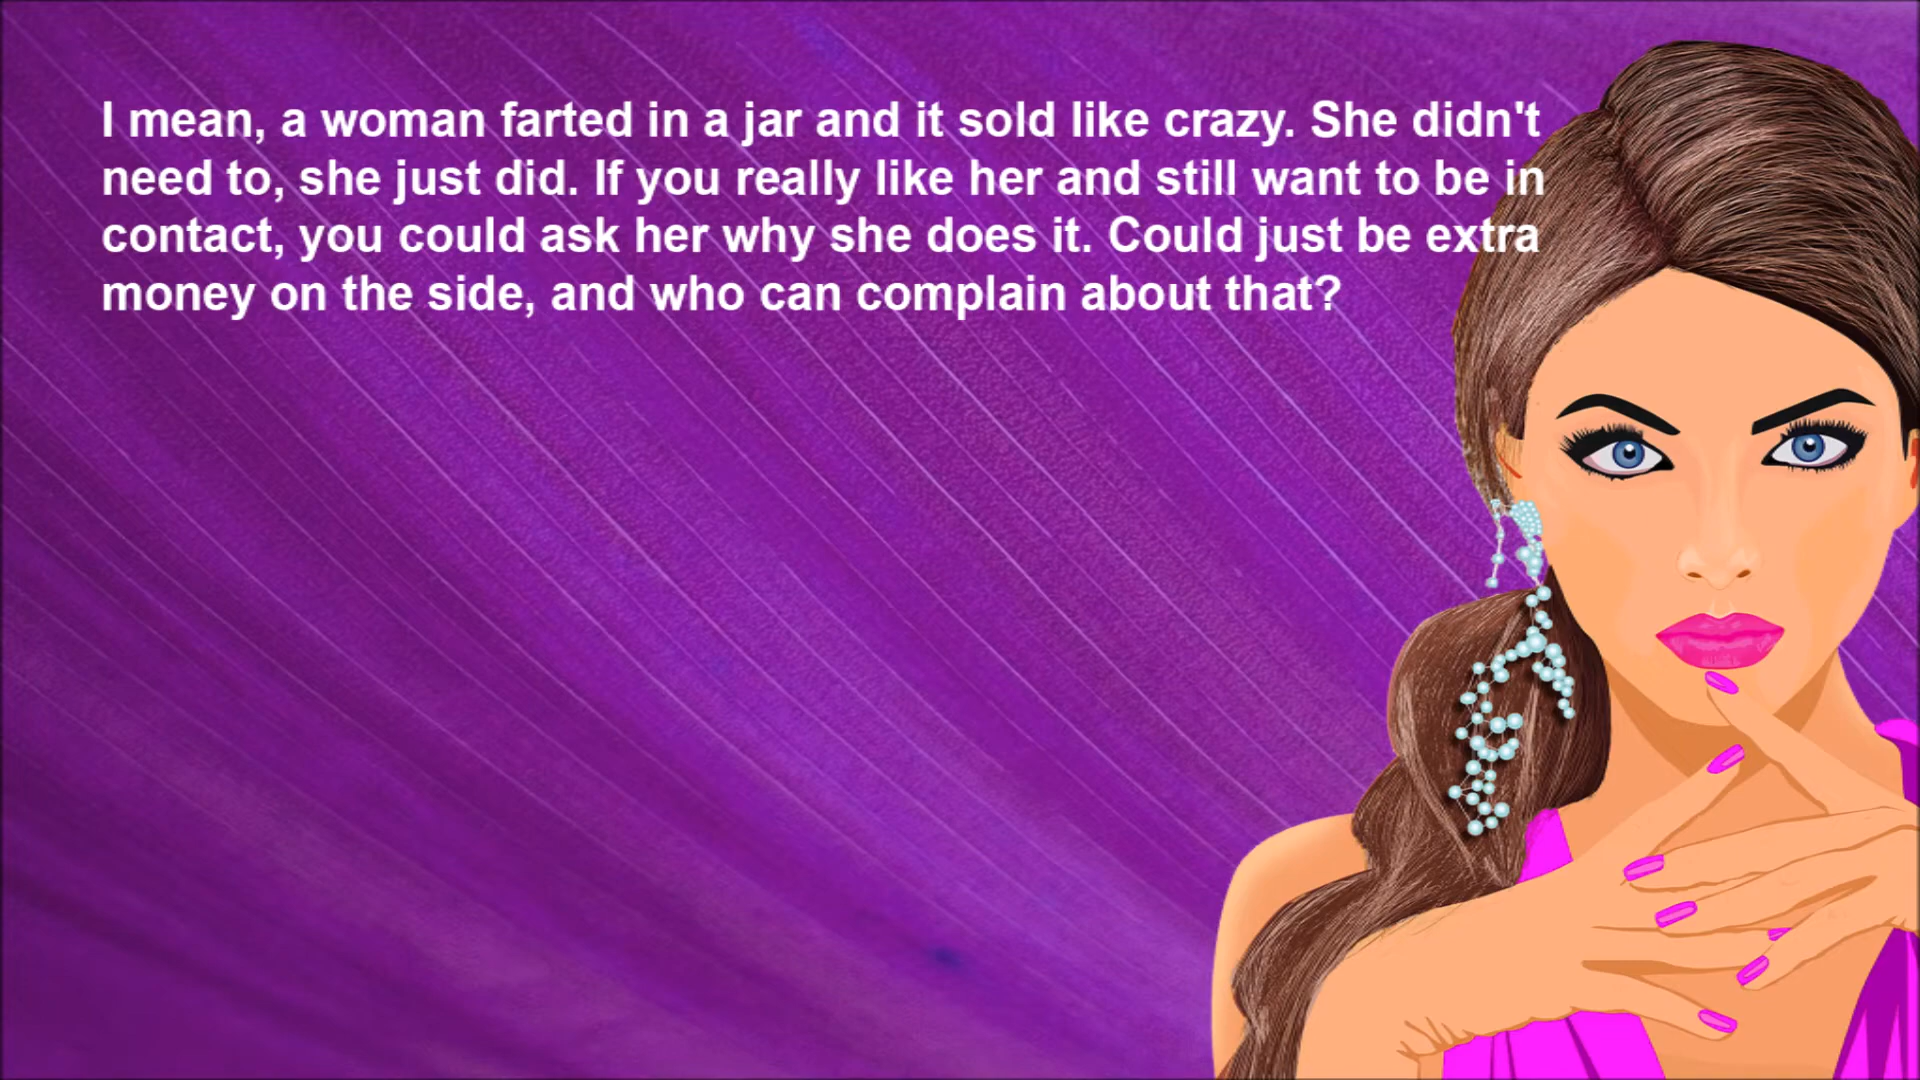 I mean, a woman farted in a jar and it sold like crazy. She didn't
need to, she just did. If you really like her and still want to be in
contact, you could ask her why she does it. Could just be extra
money on the side, and who can complain about that?